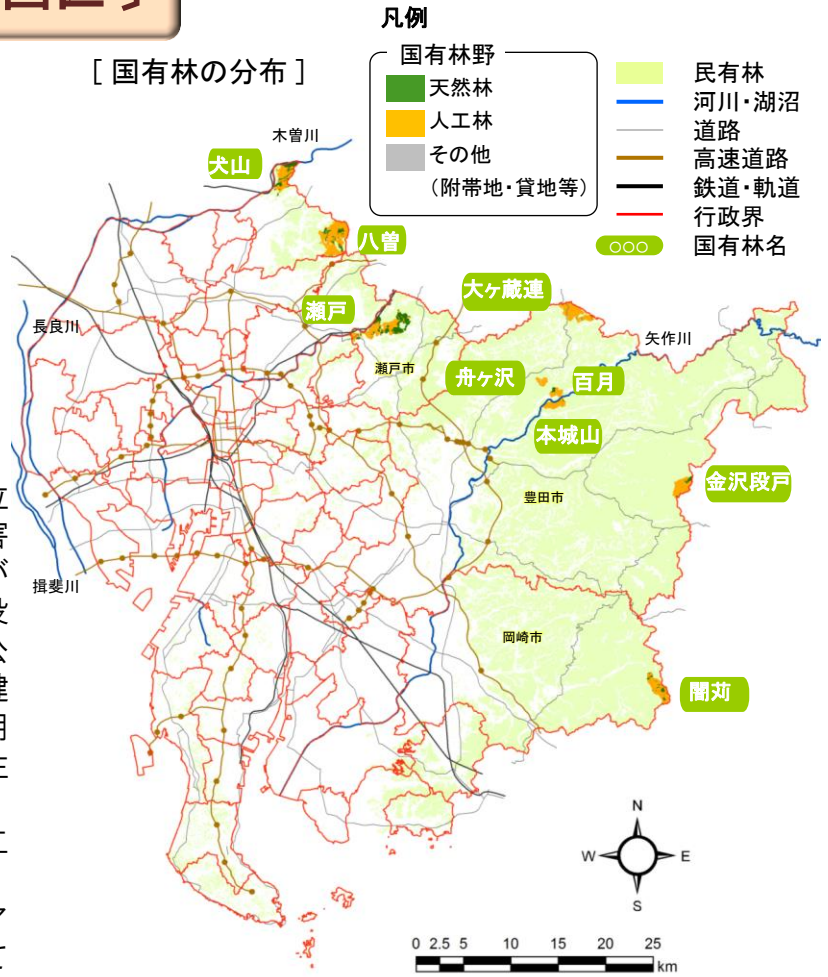 凡例
[ 国有林の分布 ]
国有林野
天然林
人工林
その他
(附帯地・貸地等)
民有林
河川・湖沼
道路
高速道路
鉄道・軌道
行政界
○○○ 国有林名
木曽川
犬山
八曽
瀬戸
大ヶ蔵連
長良川
矢作川
瀬戸市
舟ヶ沢
百月
本城山
金沢段戸
豊田市
揖斐川
岡崎市
闇苅
N
W
E
S
0 2.5 5 10 15 20 25
km